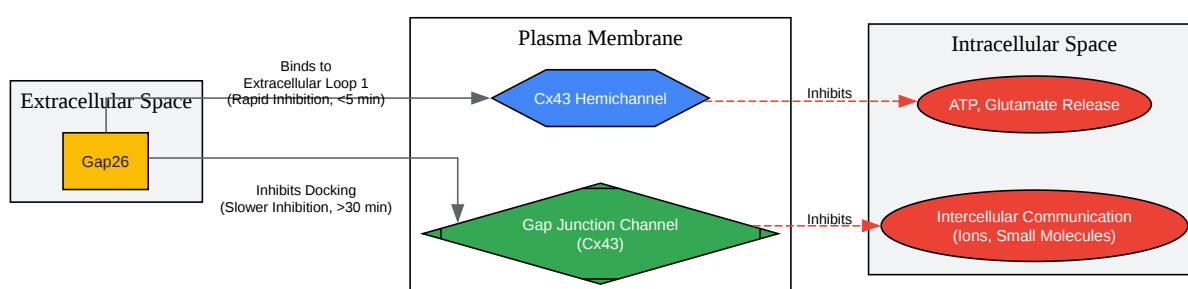 Extracellular Space
Gap26
Binds to
Extracellular Loop 1
(Rapid Inhibition, <5 min)
Inhibits Docking
(Slower Inhibition, >30 min)
Plasma Membrane
Cx43 Hemichannel
Gap Junction Channel
(Cx43)
Inhibits
Inhibits
Intracellular Space
ATP, Glutamate Release
Intercellular Communication
(Ions, Small Molecules)